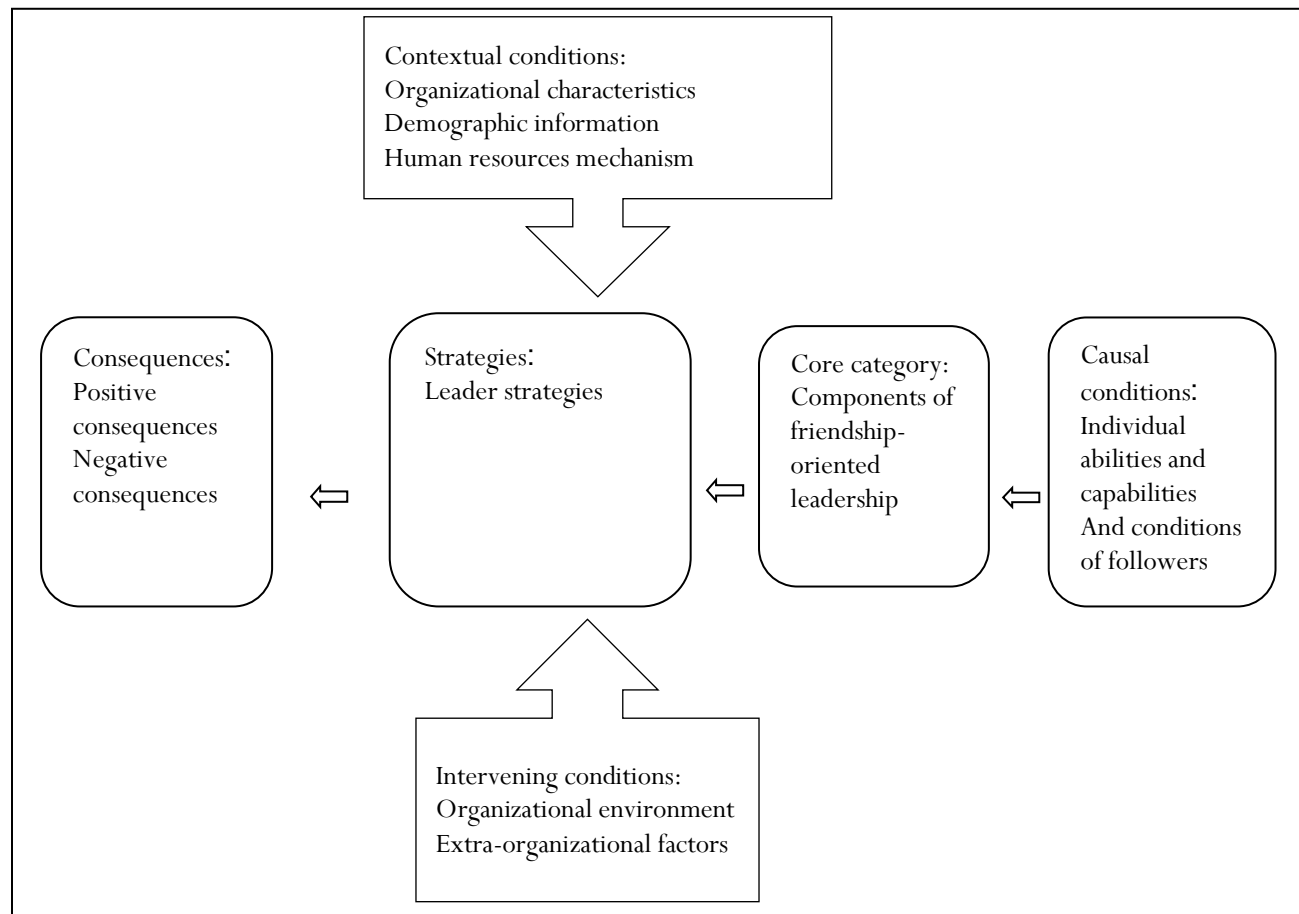 Contextual conditions:
Organizational characteristics
Demographic information
Human resources mechanism
Consequences:
Positive
consequences
Negative
consequences
Strategies:
Leader strategies
Core category:
Components of
friendship-
oriented
leadership
Causal
conditions:
Individual
abilities and
capabilities
And conditions
of followers
Intervening conditions:
Organizational environment
Extra-organizational factors